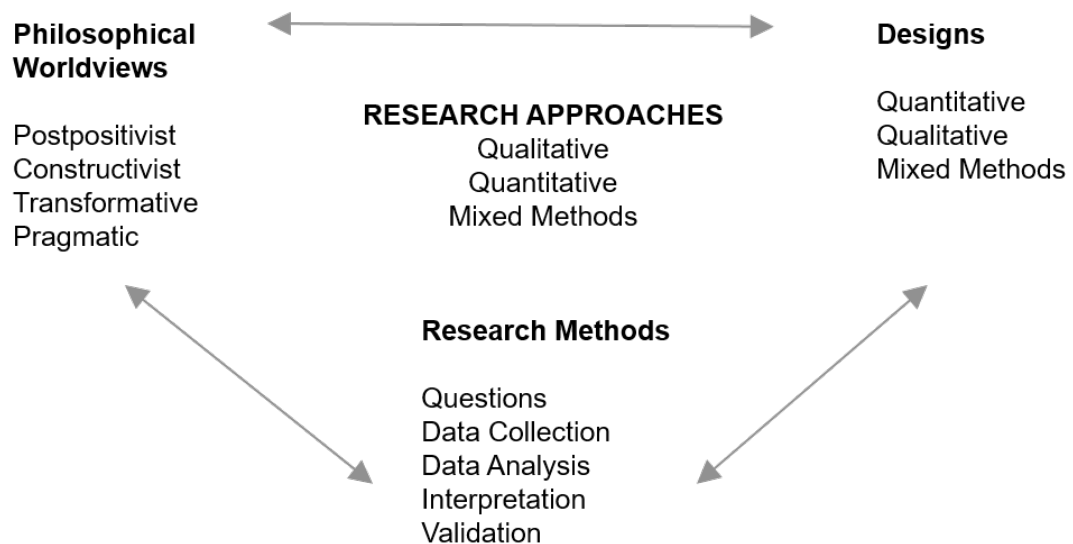 Philosophical
Worldviews
Postpositivist
Constructivist
Transformative
Pragmatic
RESEARCH APPROACHES
Qualitative
Quantitative
Mixed Methods
Designs
Quantitative
Qualitative
Mixed Methods
Research Methods
Questions
Data Collection
Data Analysis
Interpretation
Validation